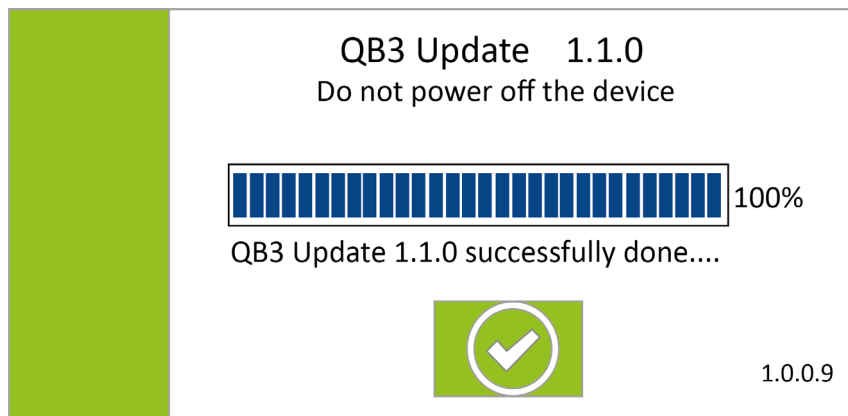 QB3 Update 1.1.0
Do not power off the device
100%
QB3 Update 1.1.0 successfully done....
1.0.0.9